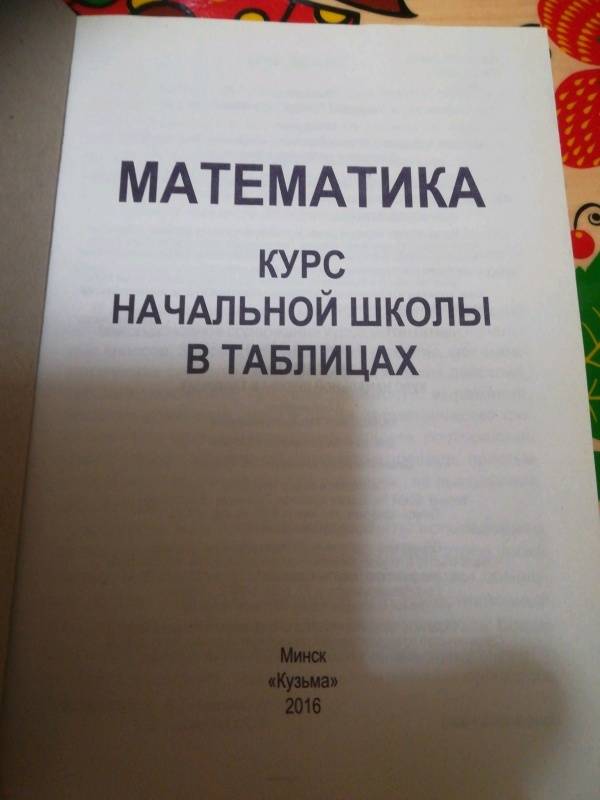 МАТЕМАТИКА
КУРС
НАЧАЛЬНОЙ ШКОЛЫ
В ТАБЛИЦАХ
Минск
«Кузьма»
2016